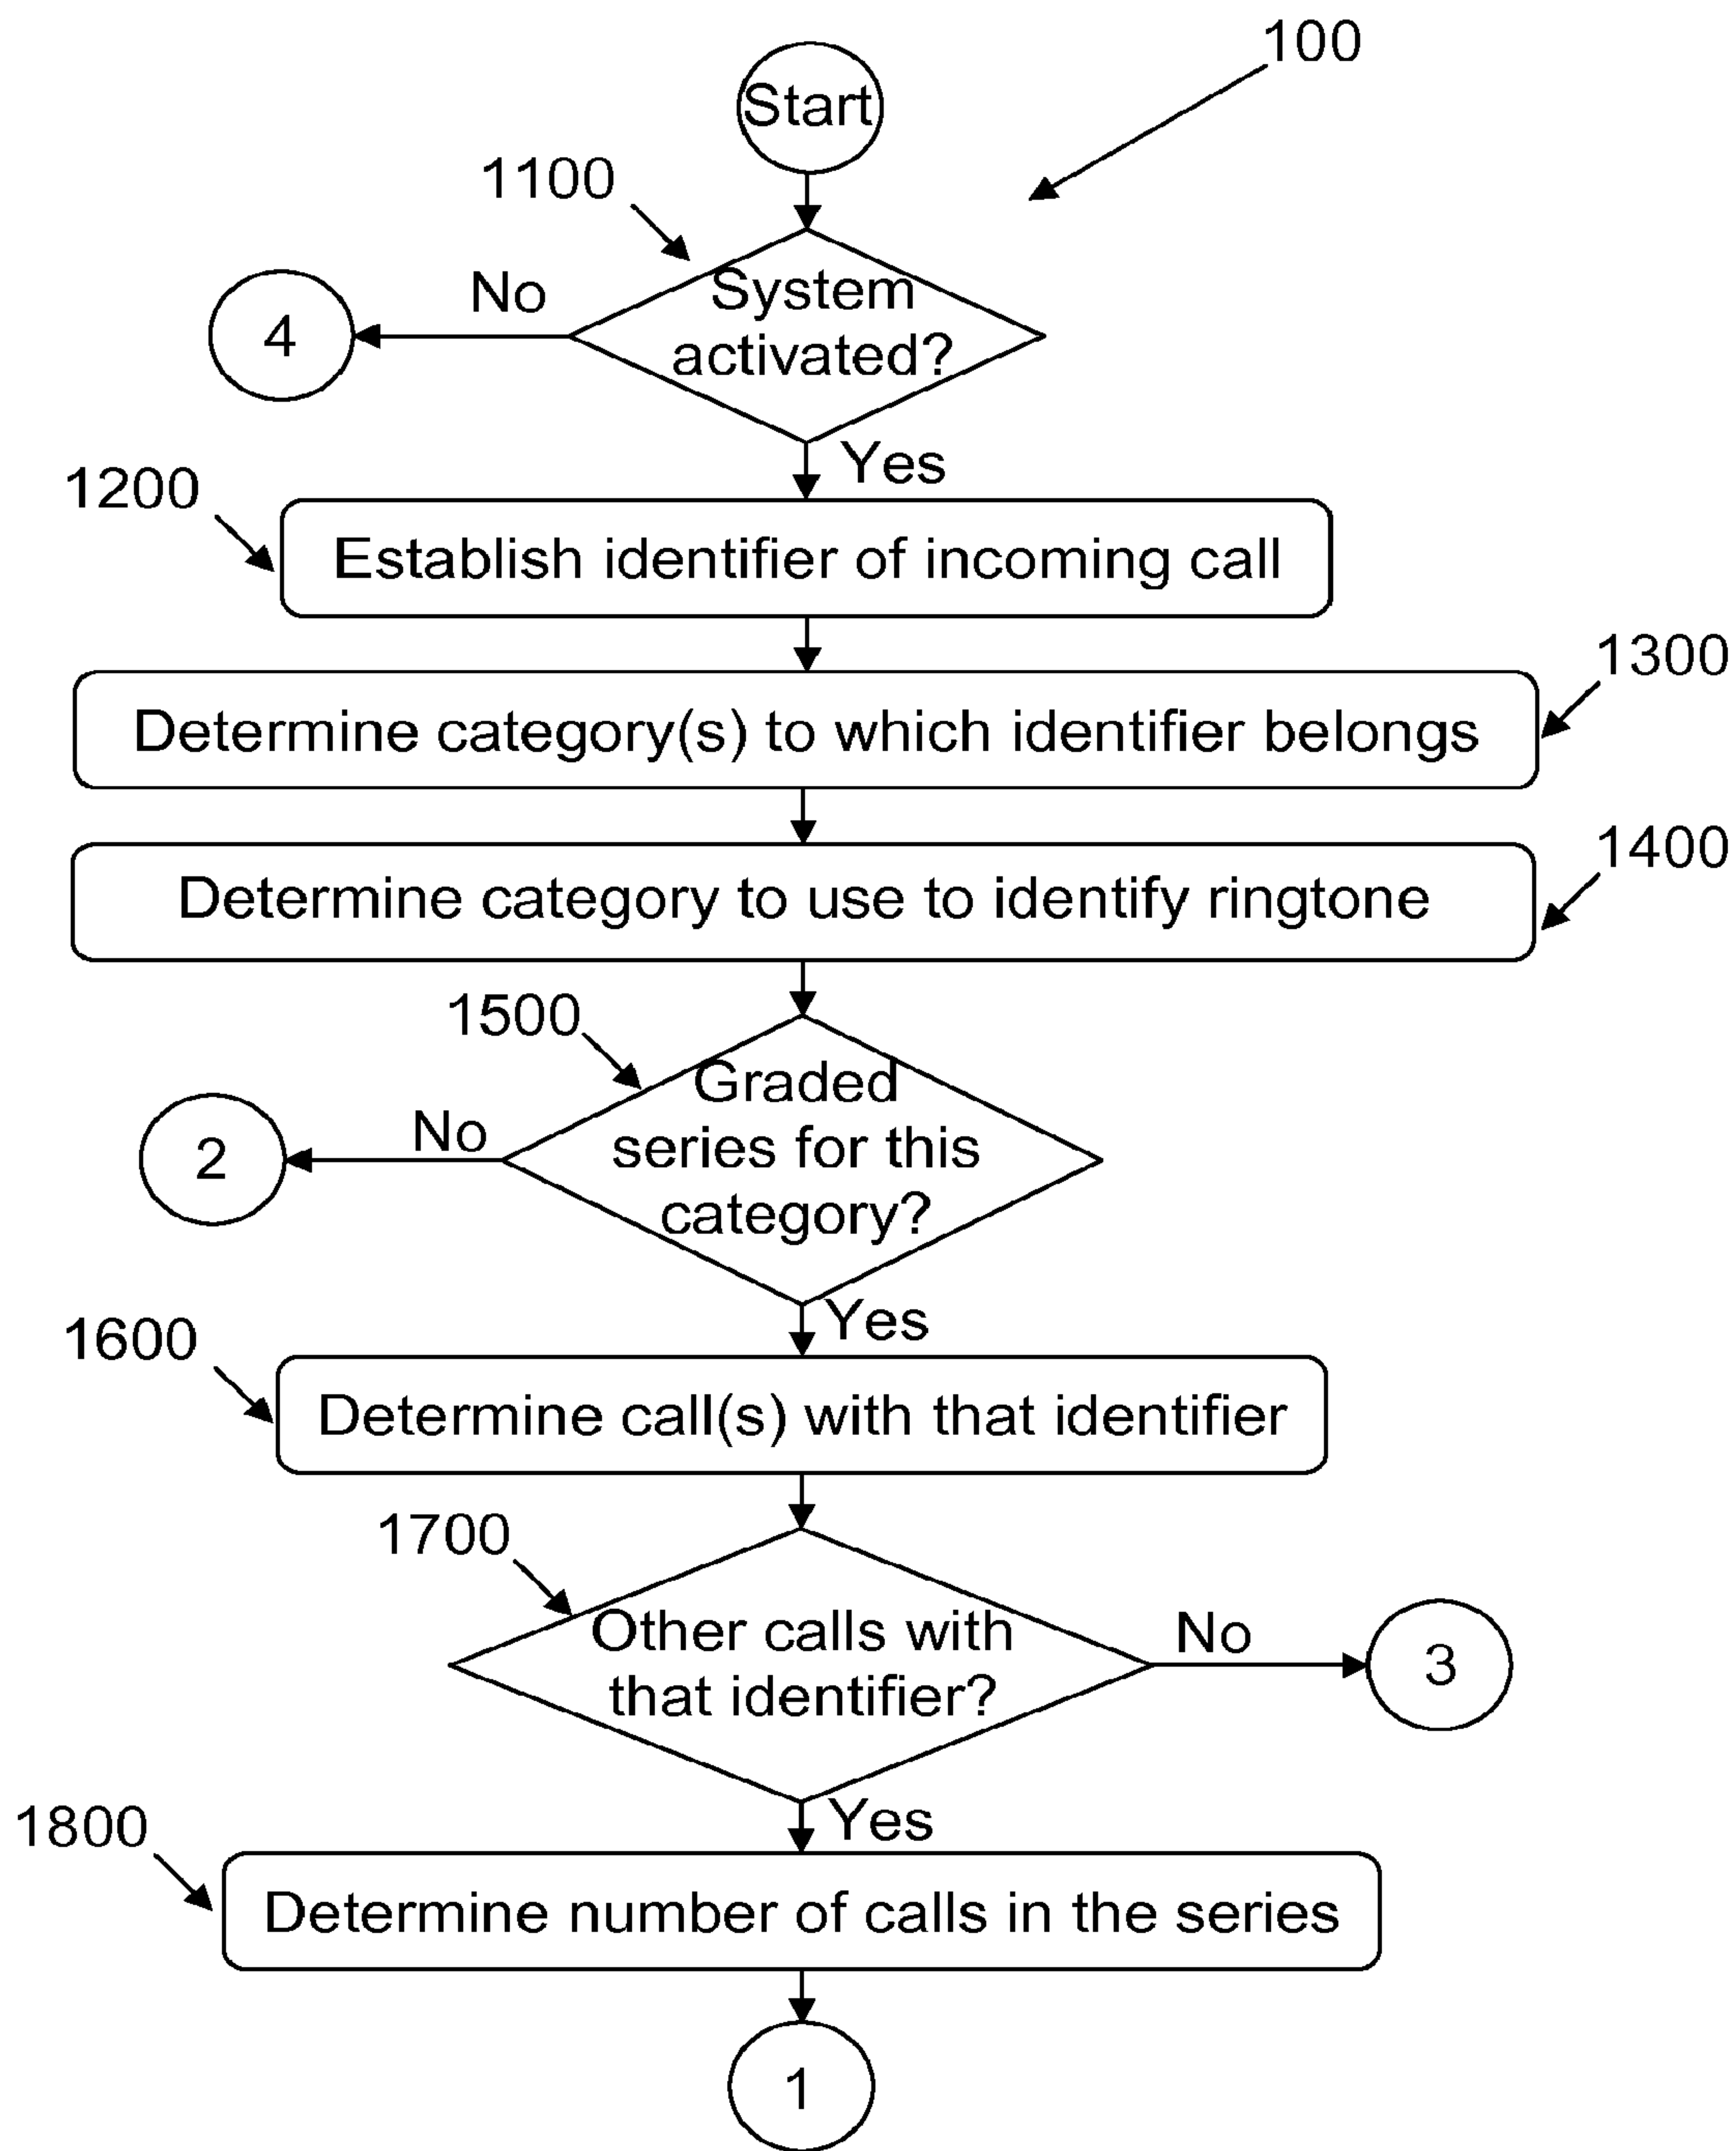 100
Start
1100
System
activated?
No
4
Yes
1200
Establish identifier of incoming call
1300
Determine category(s) to which identifier belongs
1400
Determine category to use to identify ringtone
1500
Graded
series for this
category?
No
2
Yes
1600
Determine call(s) with that identifier
1700
Other calls with
that identifier?
No
3
Yes
1800
Determine number of calls in the series
1